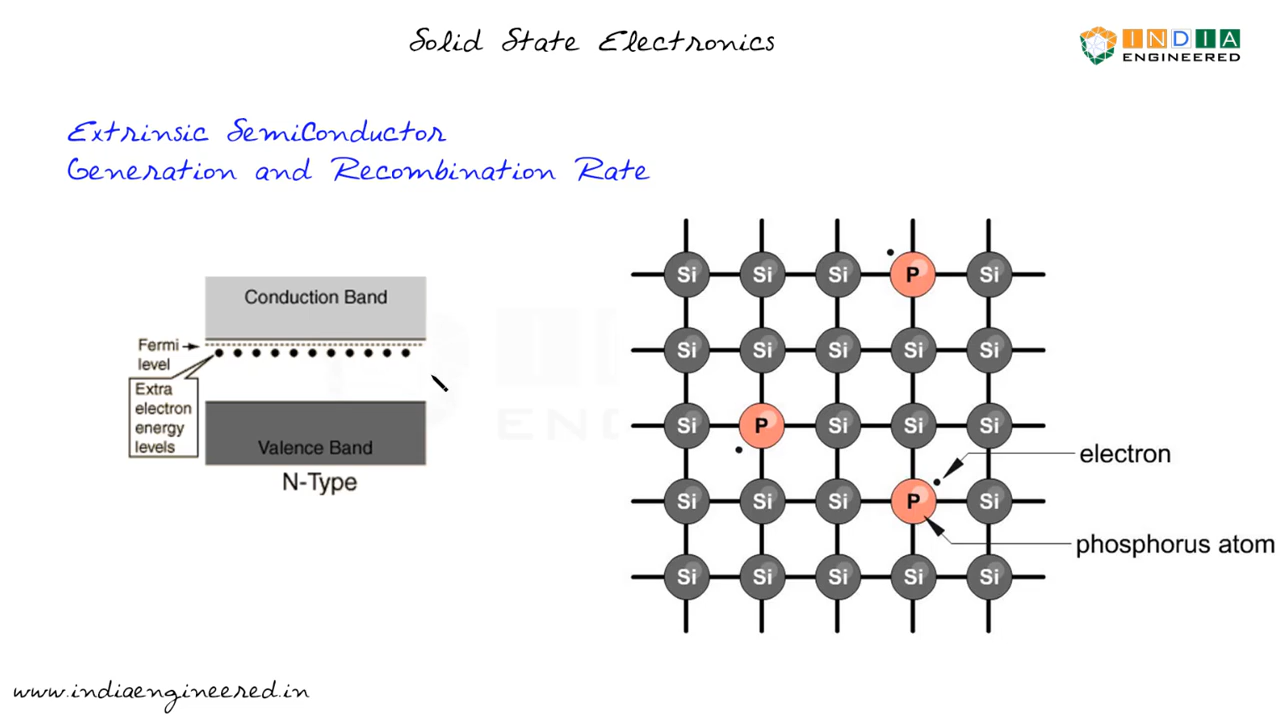 Solid State Electronics
INDIA
ENGINEERED
Extrinsic SemiConductor
Generation and Recombination Rate
Conduction Band
Fermi
level
Extra
electron
energy
levels
Valence Band
N-Type
Si Si Si P Si
Si Si Si Si Si
Si P Si Si Si
Si Si Si P Si
Si Si Si Si Si
electron
phosphorus atom
www.indiaengineered.in